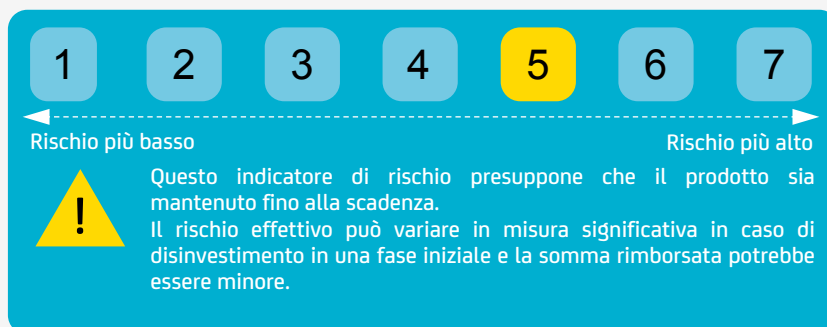 1 2 3 4 5 6 7
Rischio più basso Rischio più alto
!
Questo indicatore di rischio presuppone che il prodotto sia
mantenuto fino alla scadenza.
Il rischio effettivo può variare in misura significativa in caso di
disinvestimento in una fase iniziale e la somma rimborsata potrebbe
essere minore.